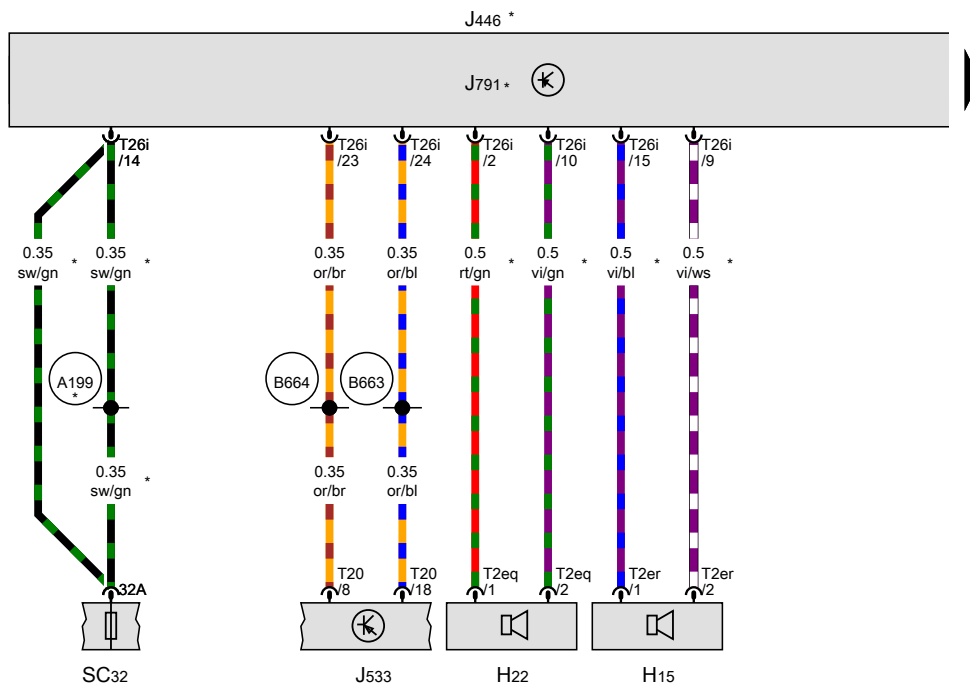 J446 *
J791 *
T26i T26i T26i T26i T26i T26i T26i
/14 /23 /24 /2 /10 /15 /9
0.35 0.35 0.35 0.35 0.5 0.5 0.5 0.5
sw/gn * sw/gn * or/br or/bl rt/gn * vi/gn * vi/bl * vi/ws *
A199 B664 B663
*
0.35 0.35 0.35
sw/gn * or/br or/bl
T20 T20 T2eq T2eq T2er T2er
32A /8 /18 /1 /2 /1 /2
SC32 J533 H22 H15